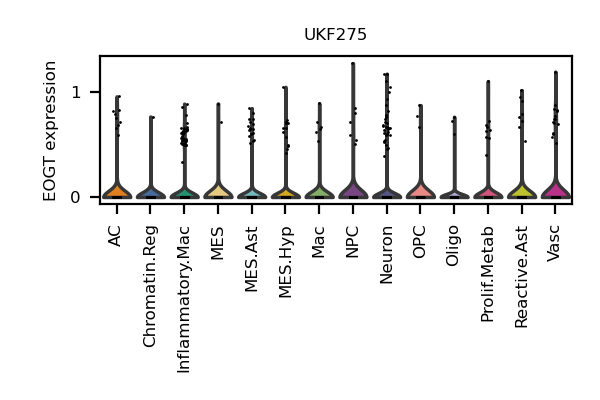 UKF275
EOGT expression
1
0
AC
Chromatin.Reg
Inflammatory.Mac
MES
MES.Ast
MES.Hyp
Mac
NPC
Neuron
OPC
Oligo
Prolif.Metab
Reactive.Ast
Vasc